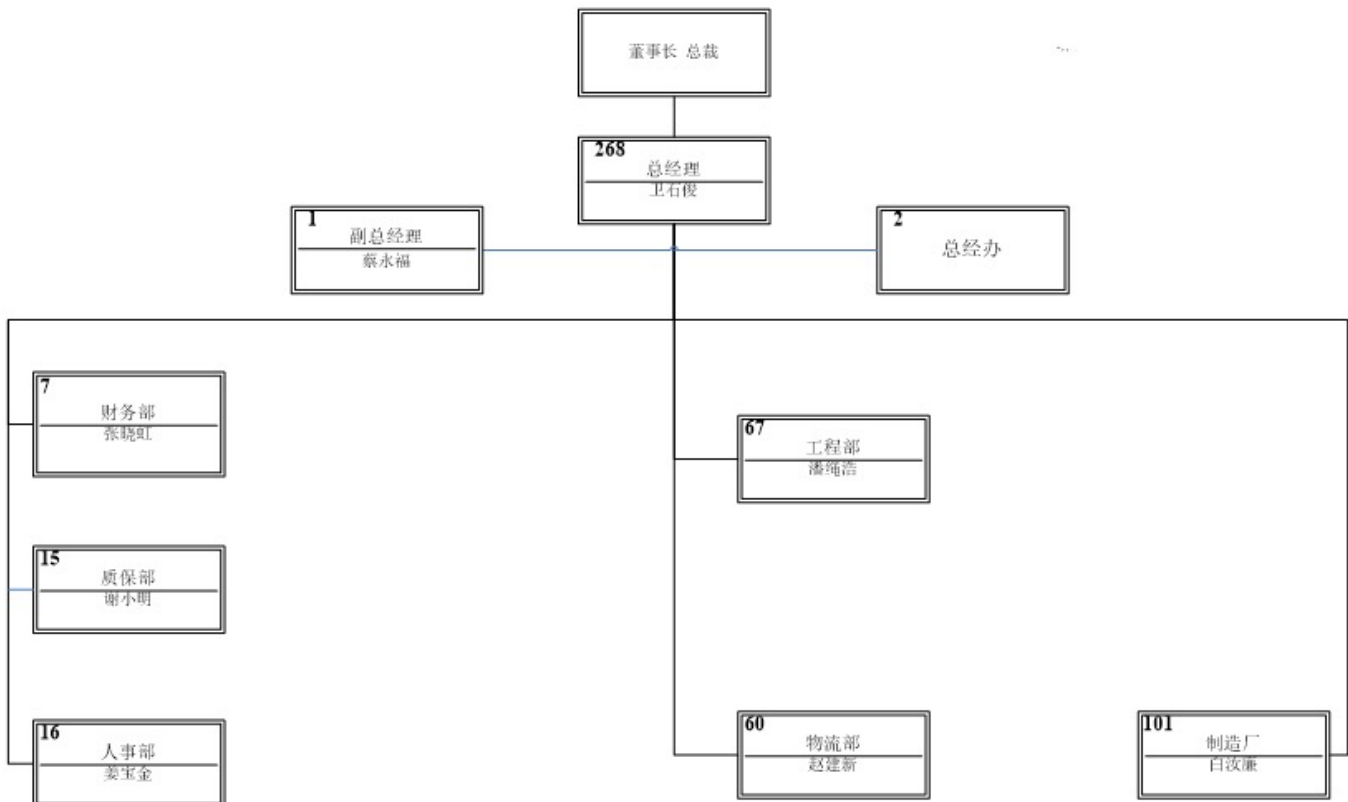 董事长 总裁
268
总经理
卫石俊
1
副总经理
蔡永福
2
总经办
7
财务部
张晓虹
67
工程部
潘绳浩
15
质保部
谢小明
16
人事部
姜宝金
60
物流部
赵建新
101
制造厂
白汝廉